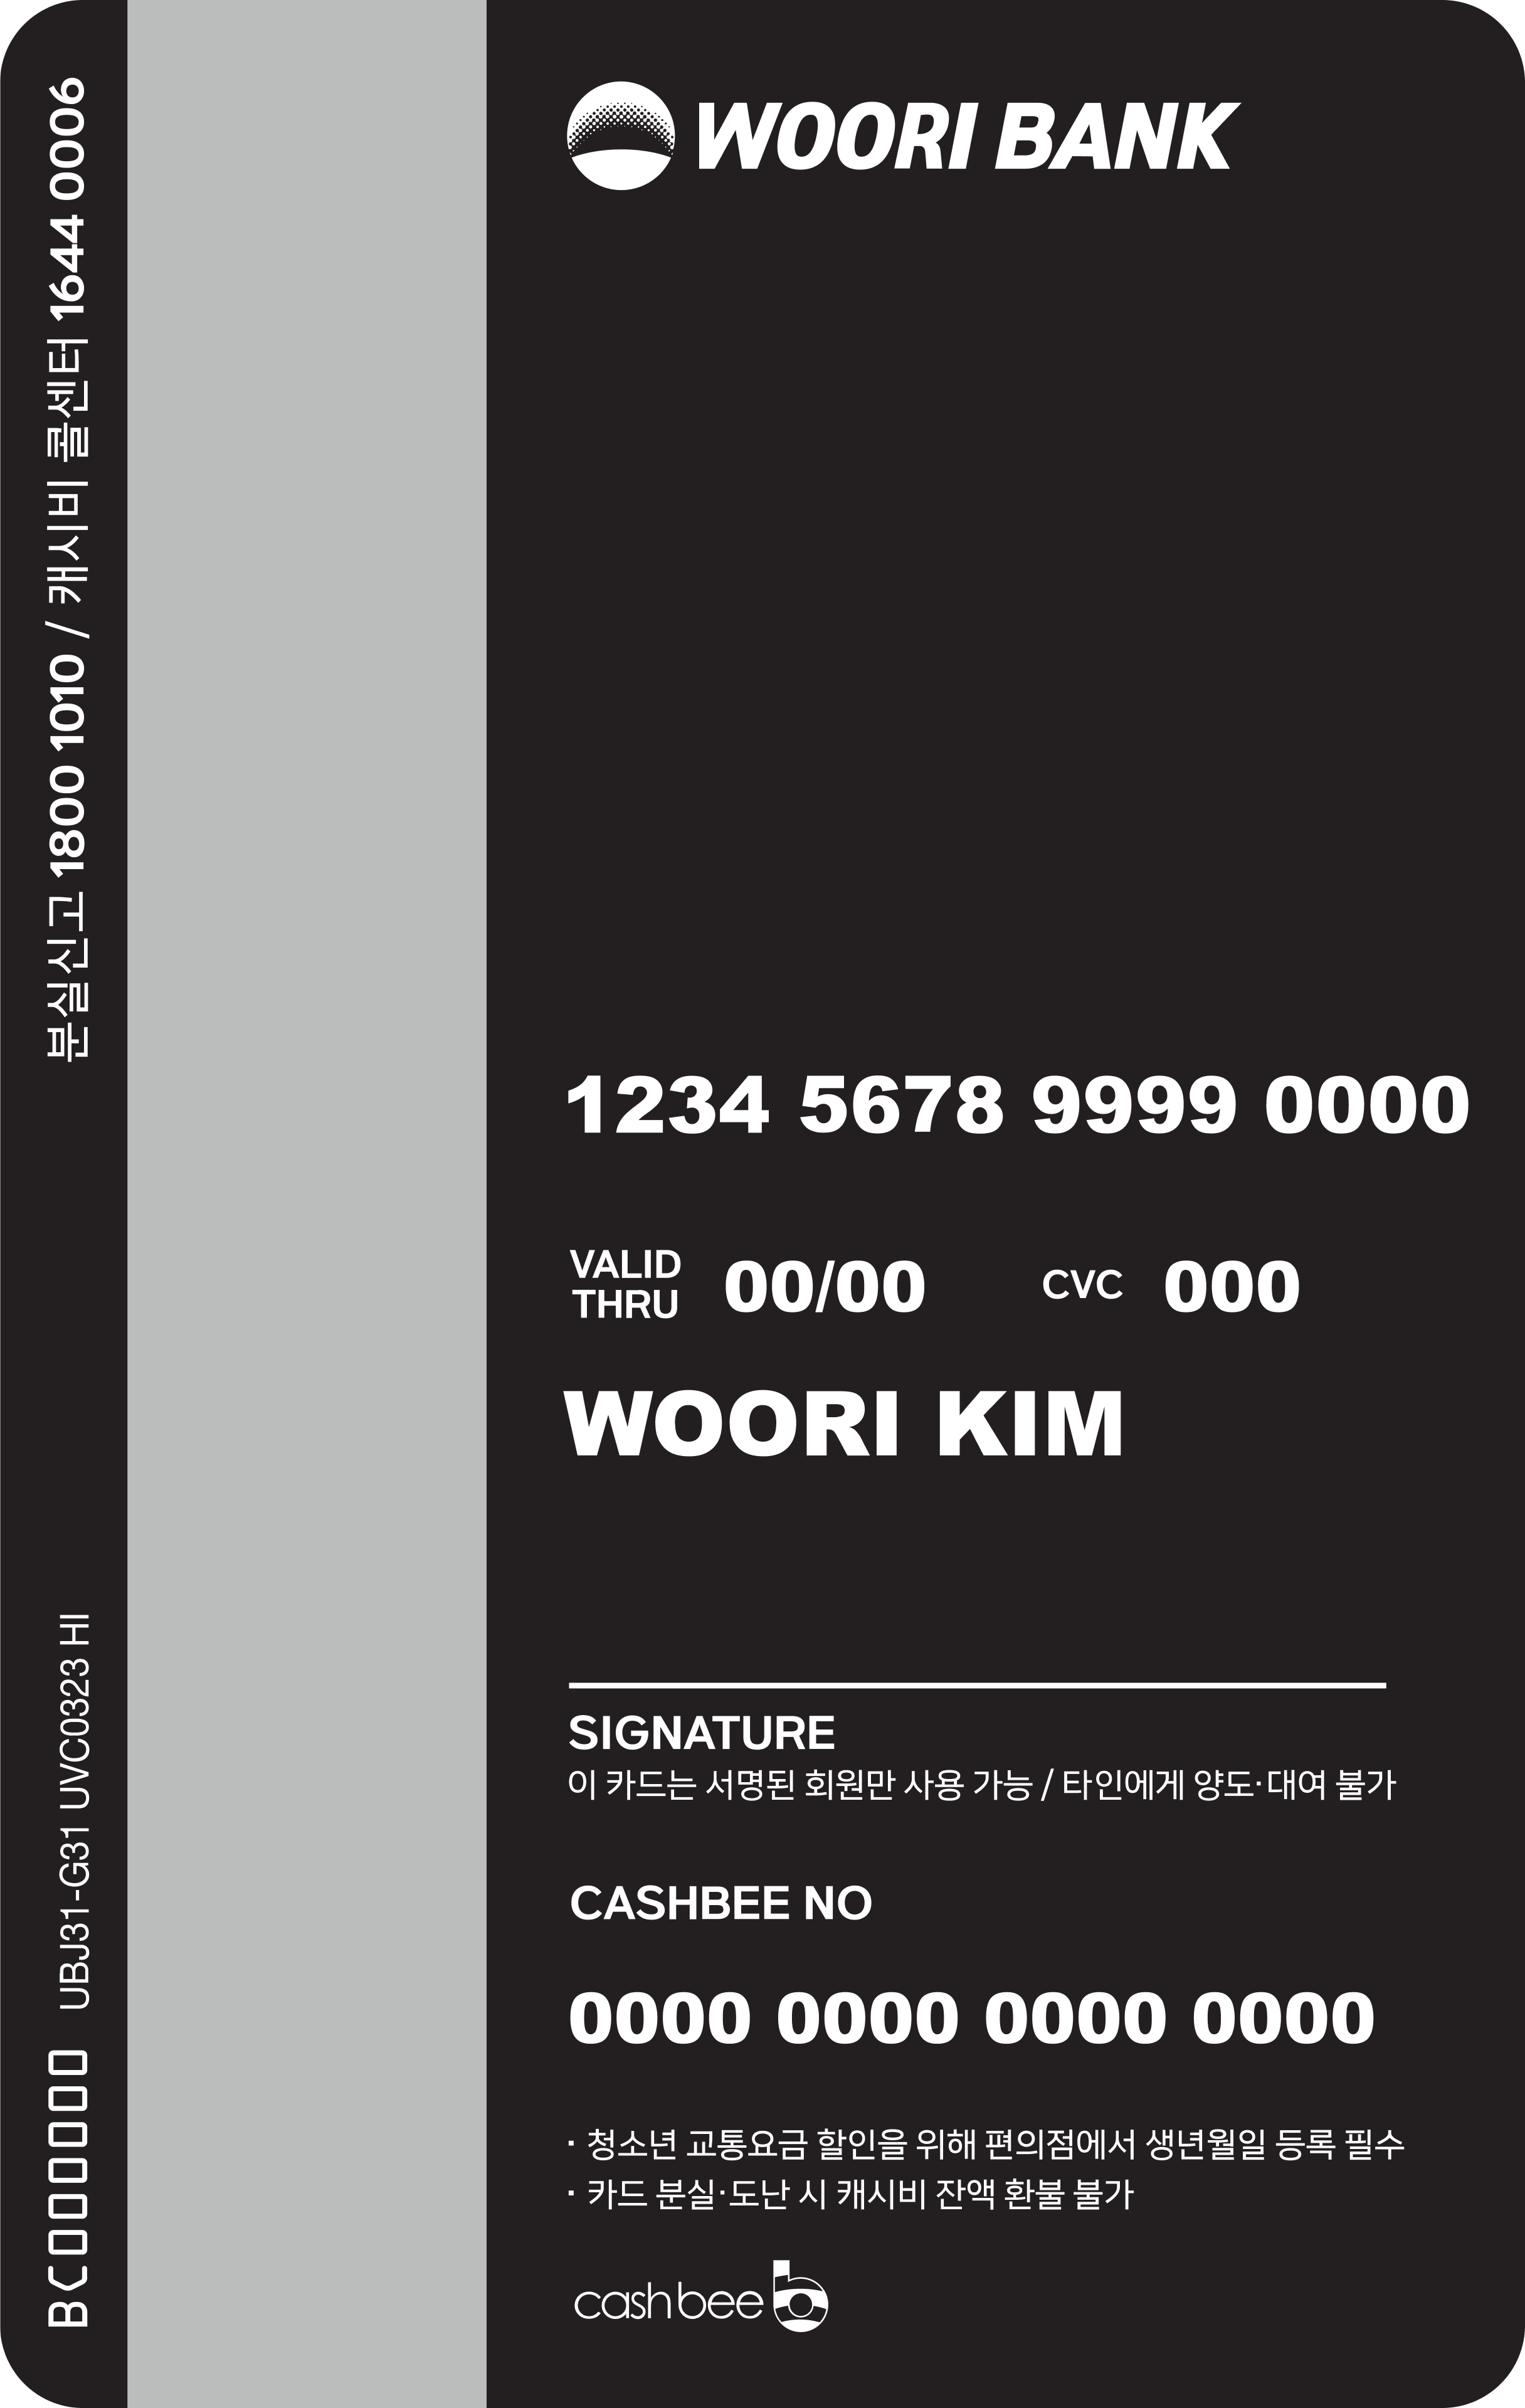 WOORI BANK
분실신고 1800 1010 / 캐시비 콜센터 1644 0006
1234 5678 9999 0000
VALID THRU 00/00 CVC 000
WOORI KIM
SIGNATURE
이 카드는 서명된 회원만 사용 가능 / 타인에게 양도·대여 불가
CASHBEE NO
0000 0000 0000 0000
· 청소년 교통요금 할인을 위해 편의점에서 생년월일 등록 필수
· 카드 분실·도난 시 캐시비 잔액 환불 불가
cashbee b
BC000000 UBJ31-G31 UVC0323 HI